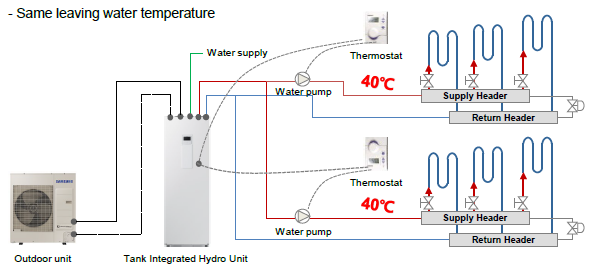 - Same leaving water temperature
Water supply
Thermostat
40℃
Water pump
Supply Header
Return Header
SAMSUNG
Thermostat
40℃
Water pump
Supply Header
Return Header
Outdoor unit
Tank Integrated Hydro Unit